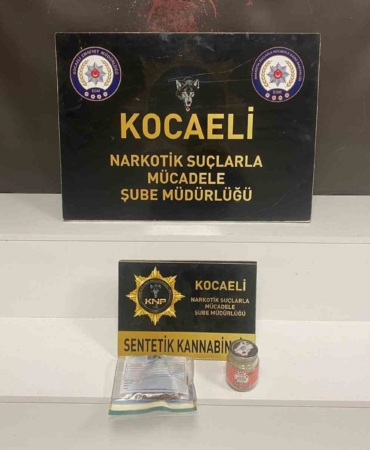 KOCAELİ
NARKOTİK SUÇLARLA
MÜCADELE
ŞUBE MÜDÜRLÜĞÜ
KNP
KOCAELİ
NARKOTİK SUÇLARLA
MÜCADELE
ŞUBE MÜDÜRLÜĞÜ
SENTETİK KANNABİN